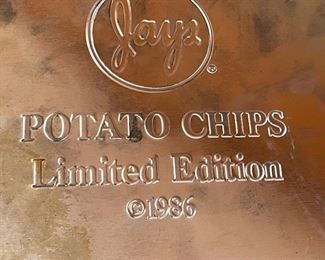 Jays
®
POTATO CHIPS
Limited Edition
©1986